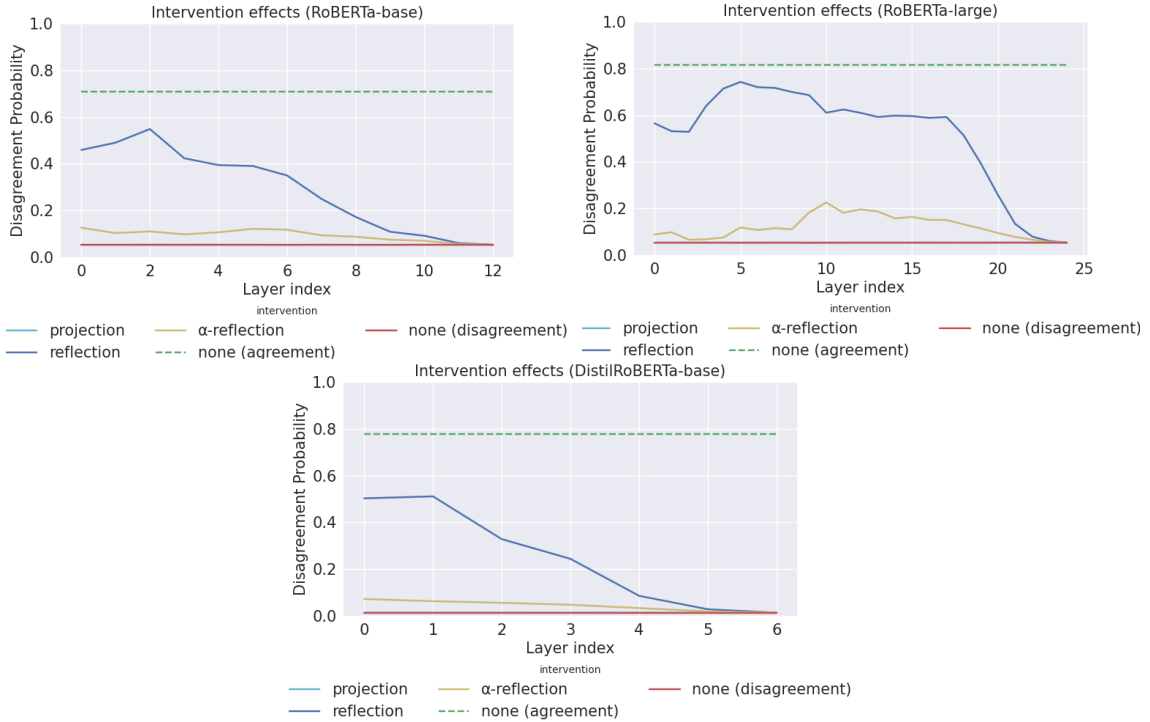 Intervention effects (RoBERTa-base)
1.0
0.8
0.6
0.4
0.2
0.0
Disagreement Probability
0 2 4 6 8 10 12
Layer index
intervention
projection α-reflection none (disagreement)
reflection none (agreement)
Intervention effects (RoBERTa-large)
1.0
0.8
0.6
0.4
0.2
0.0
Disagreement Probability
0 5 10 15 20 25
Layer index
intervention
projection α-reflection none (disagreement)
reflection none (agreement)
Intervention effects (DistilRoBERTa-base)
1.0
0.8
0.6
0.4
0.2
0.0
Disagreement Probability
0 1 2 3 4 5 6
Layer index
intervention
projection α-reflection none (disagreement)
reflection none (agreement)